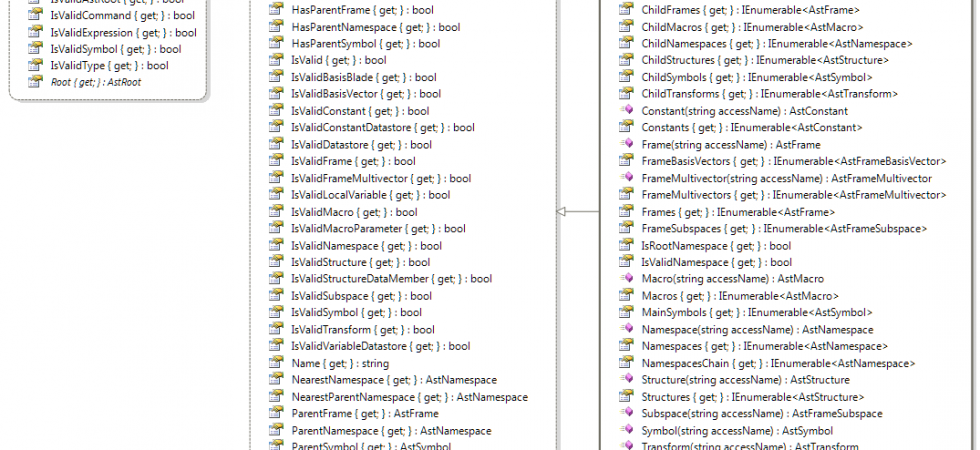 IsValidAstRoot { get; } : bool
IsValidCommand { get; } : bool
IsValidExpression { get; } : bool
IsValidSymbol { get; } : bool
IsValidType { get; } : bool
Root { get; } : AstRoot
HasParentFrame { get; } : bool
HasParentNamespace { get; } : bool
HasParentSymbol { get; } : bool
IsValid { get; } : bool
IsValidBasisBlade { get; } : bool
IsValidBasisVector { get; } : bool
IsValidConstant { get; } : bool
IsValidConstantDatastore { get; } : bool
IsValidDatastore { get; } : bool
IsValidFrame { get; } : bool
IsValidFrameMultivector { get; } : bool
IsValidLocalVariable { get; } : bool
IsValidMacro { get; } : bool
IsValidMacroParameter { get; } : bool
IsValidNamespace { get; } : bool
IsValidStructure { get; } : bool
IsValidStructureDataMember { get; } : bool
IsValidSubspace { get; } : bool
IsValidSymbol { get; } : bool
IsValidTransform { get; } : bool
IsValidVariableDatastore { get; } : bool
Name { get; } : string
NearestNamespace { get; } : AstNamespace
NearestParentNamespace { get; } : AstNamespace
ParentFrame { get; } : AstFrame
ParentNamespace { get; } : AstNamespace
ParentSymbol { get; } : AstSymbol
ChildFrames { get; } : IEnumerable<AstFrame>
ChildMacros { get; } : IEnumerable<AstMacro>
ChildNamespaces { get; } : IEnumerable<AstNamespace>
ChildStructures { get; } : IEnumerable<AstStructure>
ChildSymbols { get; } : IEnumerable<AstSymbol>
ChildTransforms { get; } : IEnumerable<AstTransform>
Constant(string accessName) : AstConstant
Constants { get; } : IEnumerable<AstConstant>
Frame(string accessName) : AstFrame
FrameBasisVectors { get; } : IEnumerable<AstFrameBasisVector>
FrameMultivector(string accessName) : AstFrameMultivector
FrameMultivectors { get; } : IEnumerable<AstFrameMultivector>
Frames { get; } : IEnumerable<AstFrame>
FrameSubspaces { get; } : IEnumerable<AstFrameSubspace>
IsRootNamespace { get; } : bool
IsValidNamespace { get; } : bool
Macro(string accessName) : AstMacro
Macros { get; } : IEnumerable<AstMacro>
MainSymbols { get; } : IEnumerable<AstSymbol>
Namespace(string accessName) : AstNamespace
Namespaces { get; } : IEnumerable<AstNamespace>
NamespacesChain { get; } : IEnumerable<AstNamespace>
Structure(string accessName) : AstStructure
Structures { get; } : IEnumerable<AstStructure>
Subspace(string accessName) : AstFrameSubspace
Symbol(string accessName) : AstSymbol
Transform(string accessName) : AstTransform